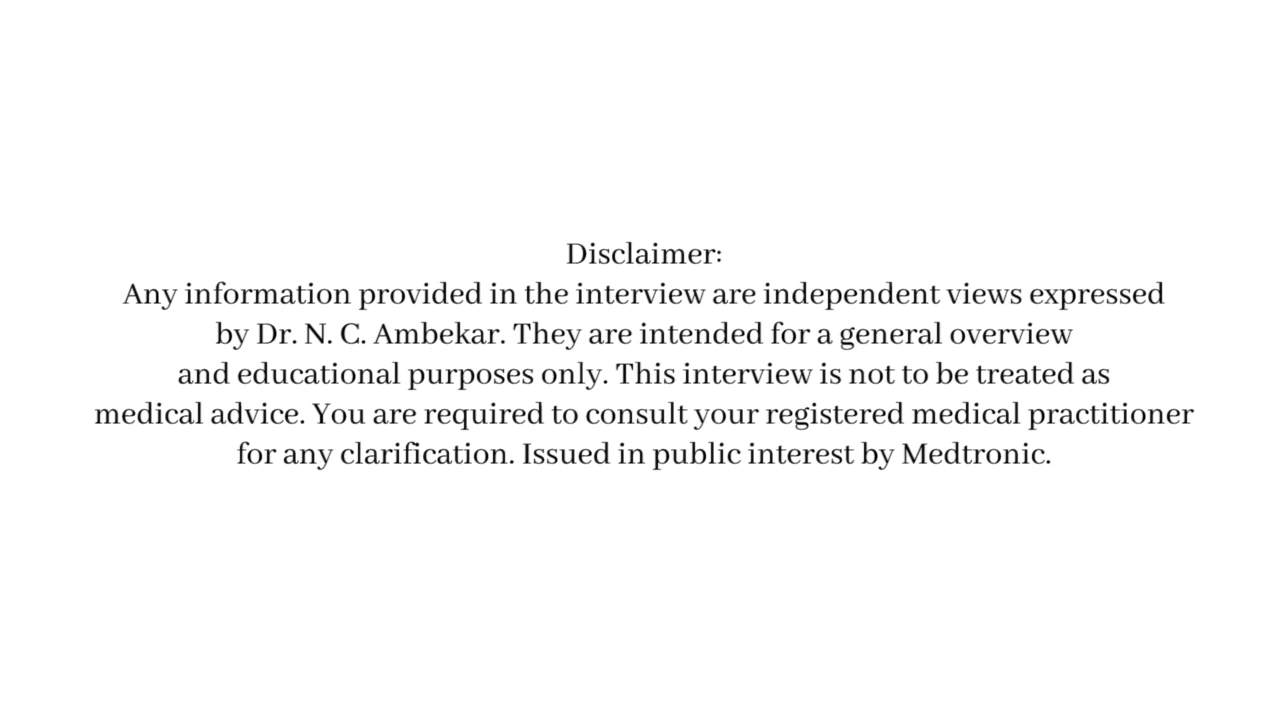 Disclaimer:
Any information provided in the interview are independent views expressed
by Dr. N. C. Ambekar. They are intended for a general overview
and educational purposes only. This interview is not to be treated as
medical advice. You are required to consult your registered medical practitioner
for any clarification. Issued in public interest by Medtronic.